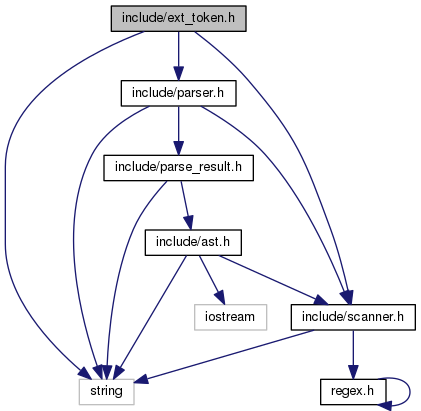 include/ext_token.h
include/parser.h
include/parse_result.h
include/ast.h
iostream
include/scanner.h
string
regex.h